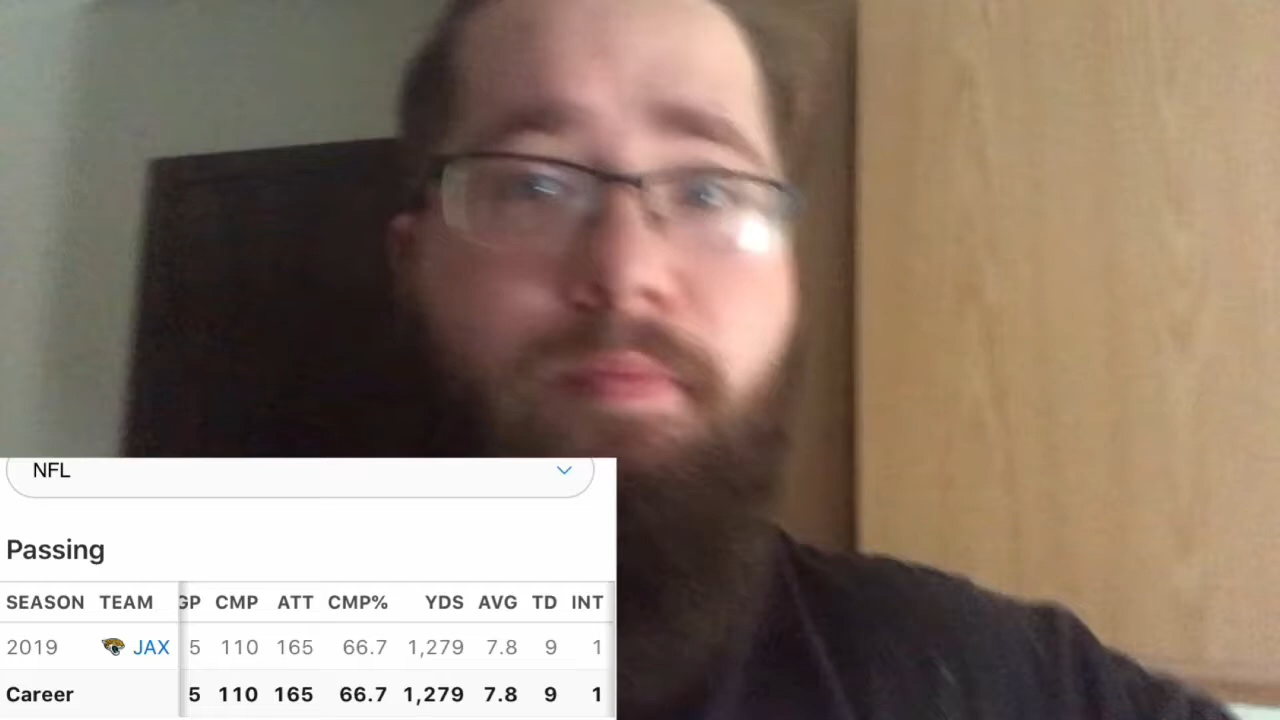 NFL
Passing
SEASON TEAM GP CMP ATT CMP% YDS AVG TD INT
2019 JAX 5 110 165 66.7 1,279 7.8 9 1
Career 5 110 165 66.7 1,279 7.8 9 1